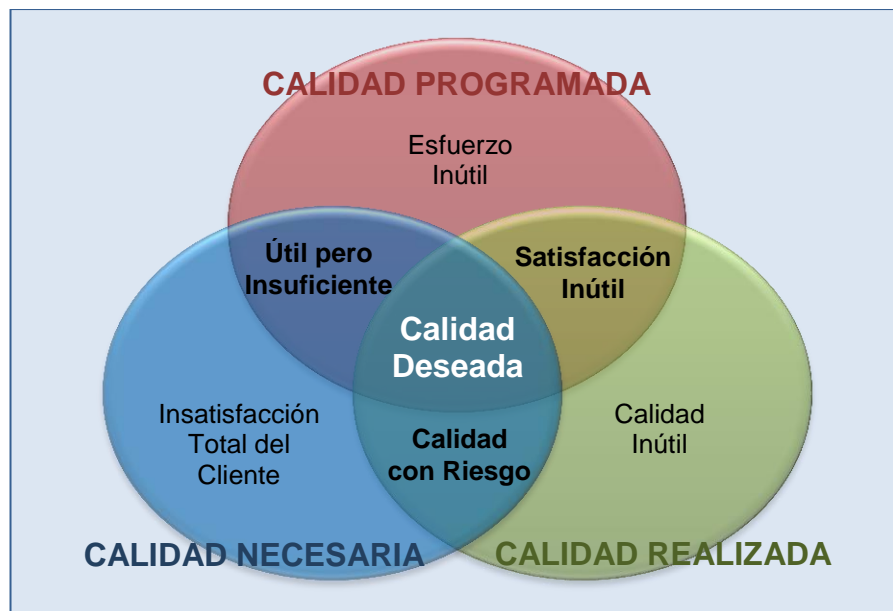 CALIDAD PROGRAMADA
Esfuerzo
Inútil
Útil pero
Insuficiente
Satisfacción
Inútil
Calidad
Deseada
Insatisfacción
Total del
Cliente
Calidad
con Riesgo
Calidad
Inútil
CALIDAD NECESARIA
CALIDAD REALIZADA